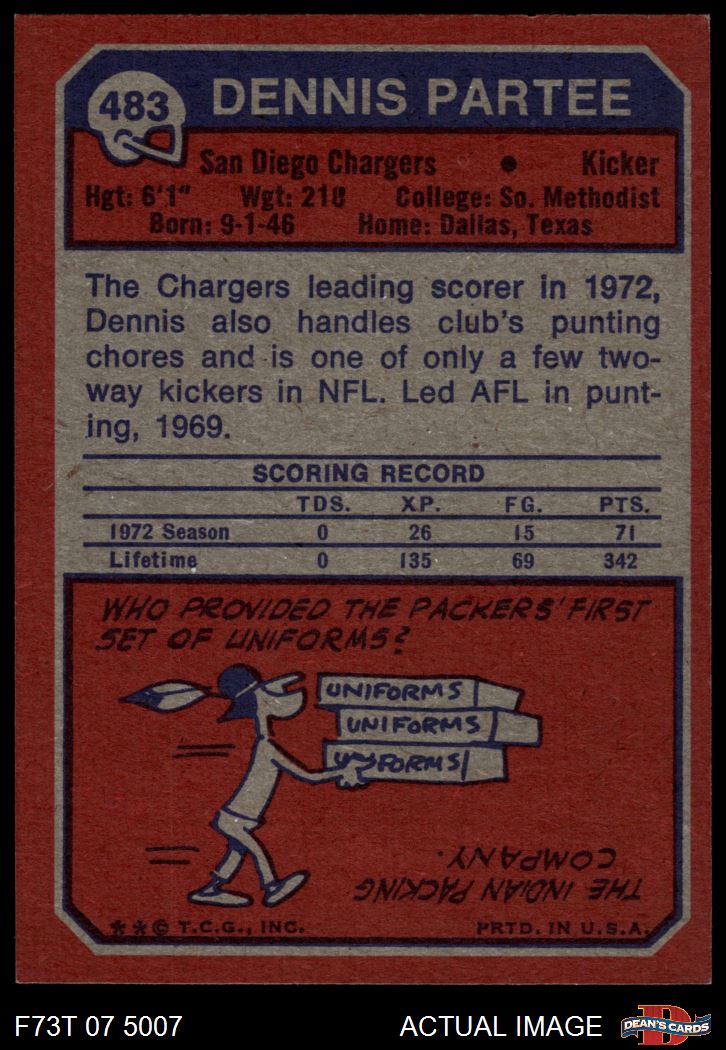 483
DENNIS PARTEE
San Diego Chargers • Kicker
Hgt: 6'1" Wgt: 218 College: So. Methodist
Born: 9-1-46 Home: Dallas, Texas
The Chargers leading scorer in 1972,
Dennis also handles club's punting
chores and is one of only a few two-
way kickers in NFL. Led AFL in punt-
ing, 1969.
SCORING RECORD
TDS. XP. FG. PTS.
1972 Season 0 26 15 71
Lifetime 0 135 69 342
WHO PROVIDED THE PACKERS' FIRST
SET OF UNIFORMS?
UNIFORMS
UNIFORMS
UNIFORMS
THE INDIAN PACKING
COMPANY.
**© T.C.G., INC. PRTD. IN U.S.A.
F73T 07 5007 ACTUAL IMAGE
D
DEAN'S CARDS